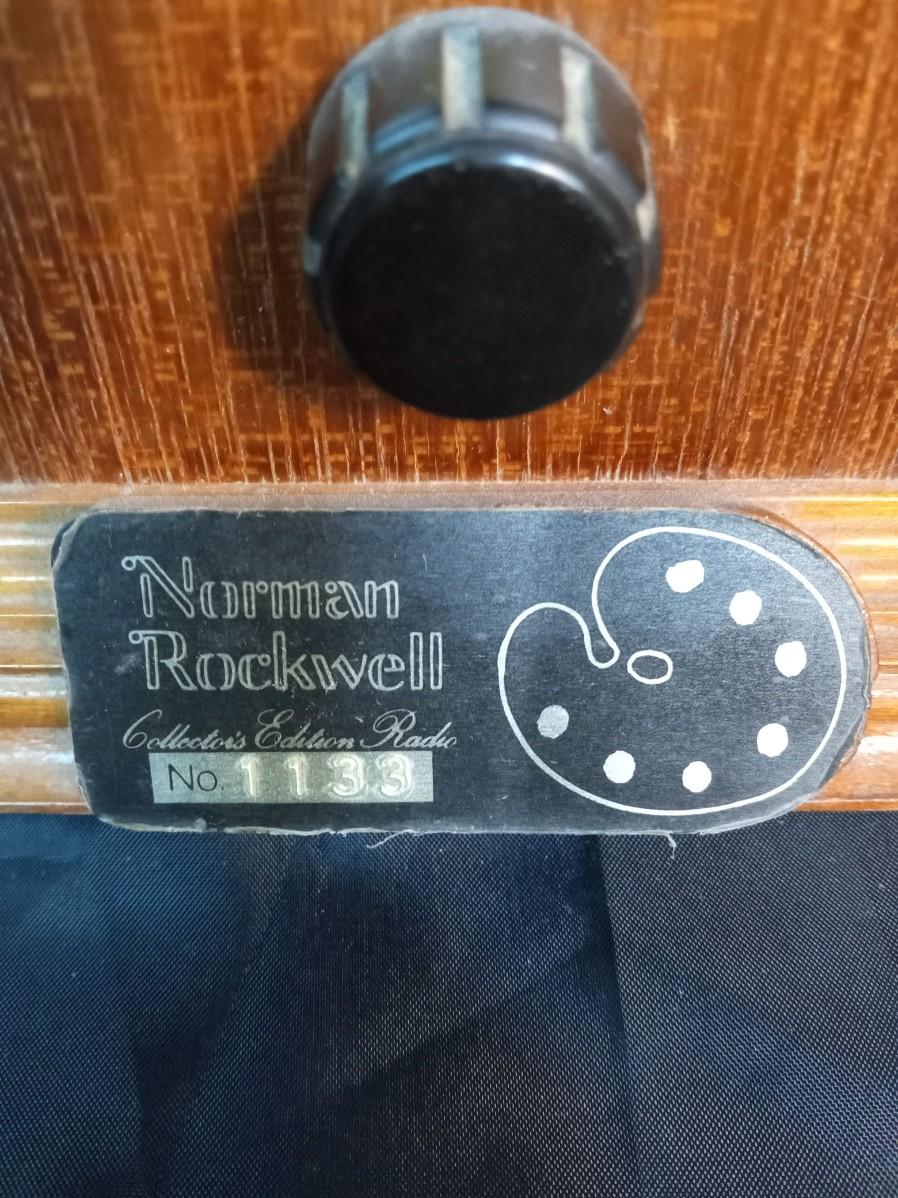 Norman
Rockwell
Collector's Edition Radio
No. 1133